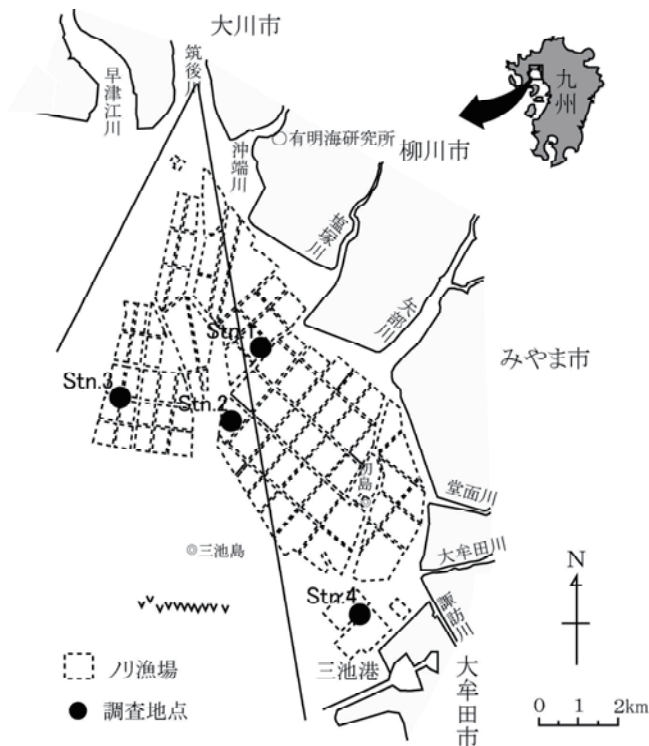 大川市
筑後川
早津江川
九州
沖端川
○有明海研究所
柳川市
塩塚川
矢部川
みやま市
Stn.1
Stn.3
Stn.2
初島
堂面川
◎三池島
大牟田川
N
Stn.4
諏訪川
ノリ漁場
三池港
大牟田市
調査地点
0 1 2km